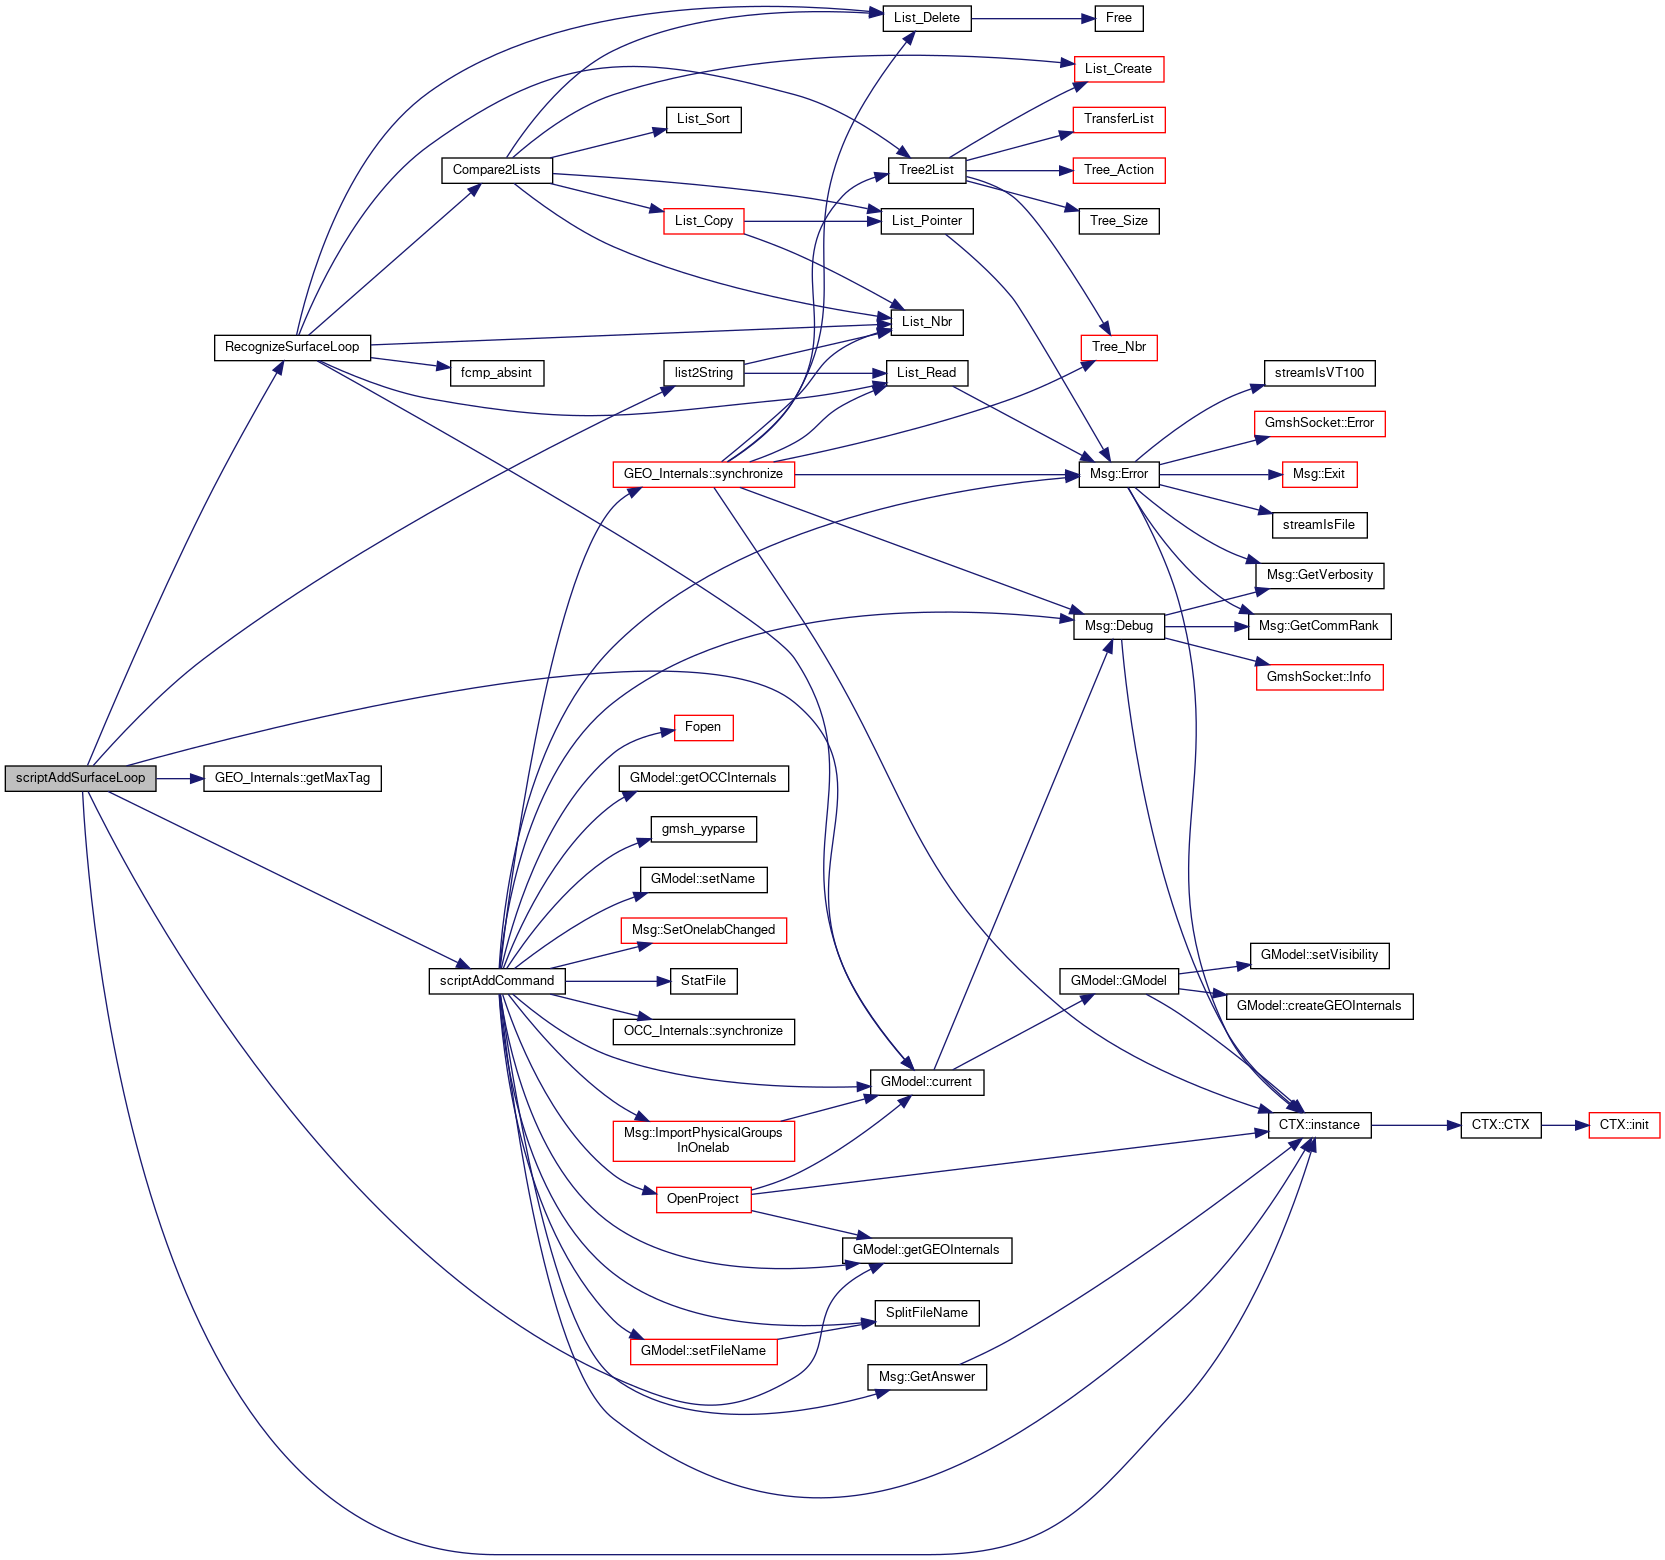 List_Delete
Free
List_Create
List_Sort
TransferList
Compare2Lists
Tree2List
Tree_Action
List_Copy
List_Pointer
Tree_Size
List_Nbr
RecognizeSurfaceLoop
Tree_Nbr
fcmp_absint
list2String
List_Read
streamIsVT100
GmshSocket::Error
GEO_Internals::synchronize
Msg::Error
Msg::Exit
streamIsFile
Msg::GetVerbosity
Msg::Debug
Msg::GetCommRank
GmshSocket::Info
Fopen
scriptAddSurfaceLoop
GEO_Internals::getMaxTag
GModel::getOCCInternals
gmsh_yyparse
GModel::setName
Msg::SetOnelabChanged
GModel::setVisibility
scriptAddCommand
StatFile
GModel::GModel
GModel::createGEOInternals
OCC_Internals::synchronize
GModel::current
Msg::ImportPhysicalGroups
InOnelab
CTX::instance
CTX::CTX
CTX::init
OpenProject
GModel::getGEOInternals
SplitFileName
GModel::setFileName
Msg::GetAnswer